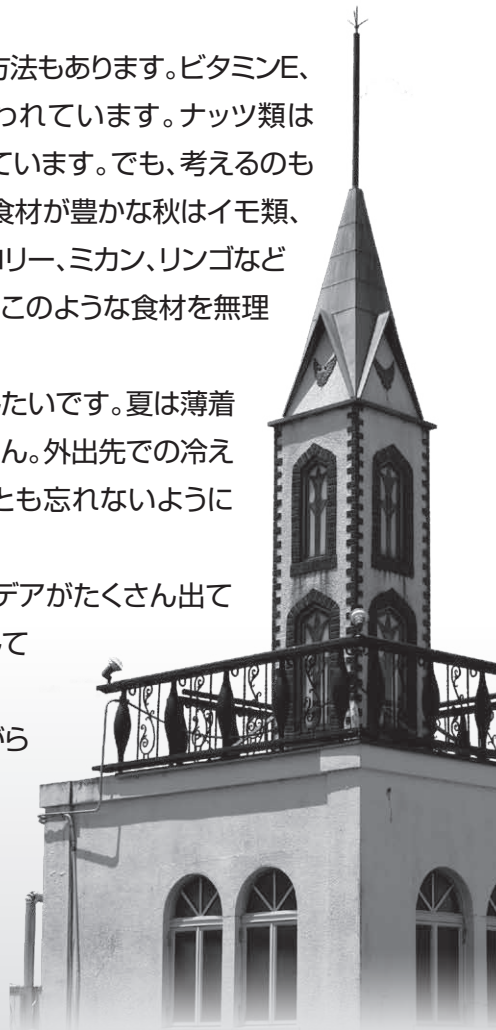 方法もあります。ビタミンE、
われています。ナッツ類は
ています。でも、考えるのも
食材が豊かな秋はイモ類、
リー、ミカン、リンゴなど
このような食材を無理
たいです。夏は薄着
ん。外出先での冷え
とも忘れないように
デアがたくさん出て
て
がら